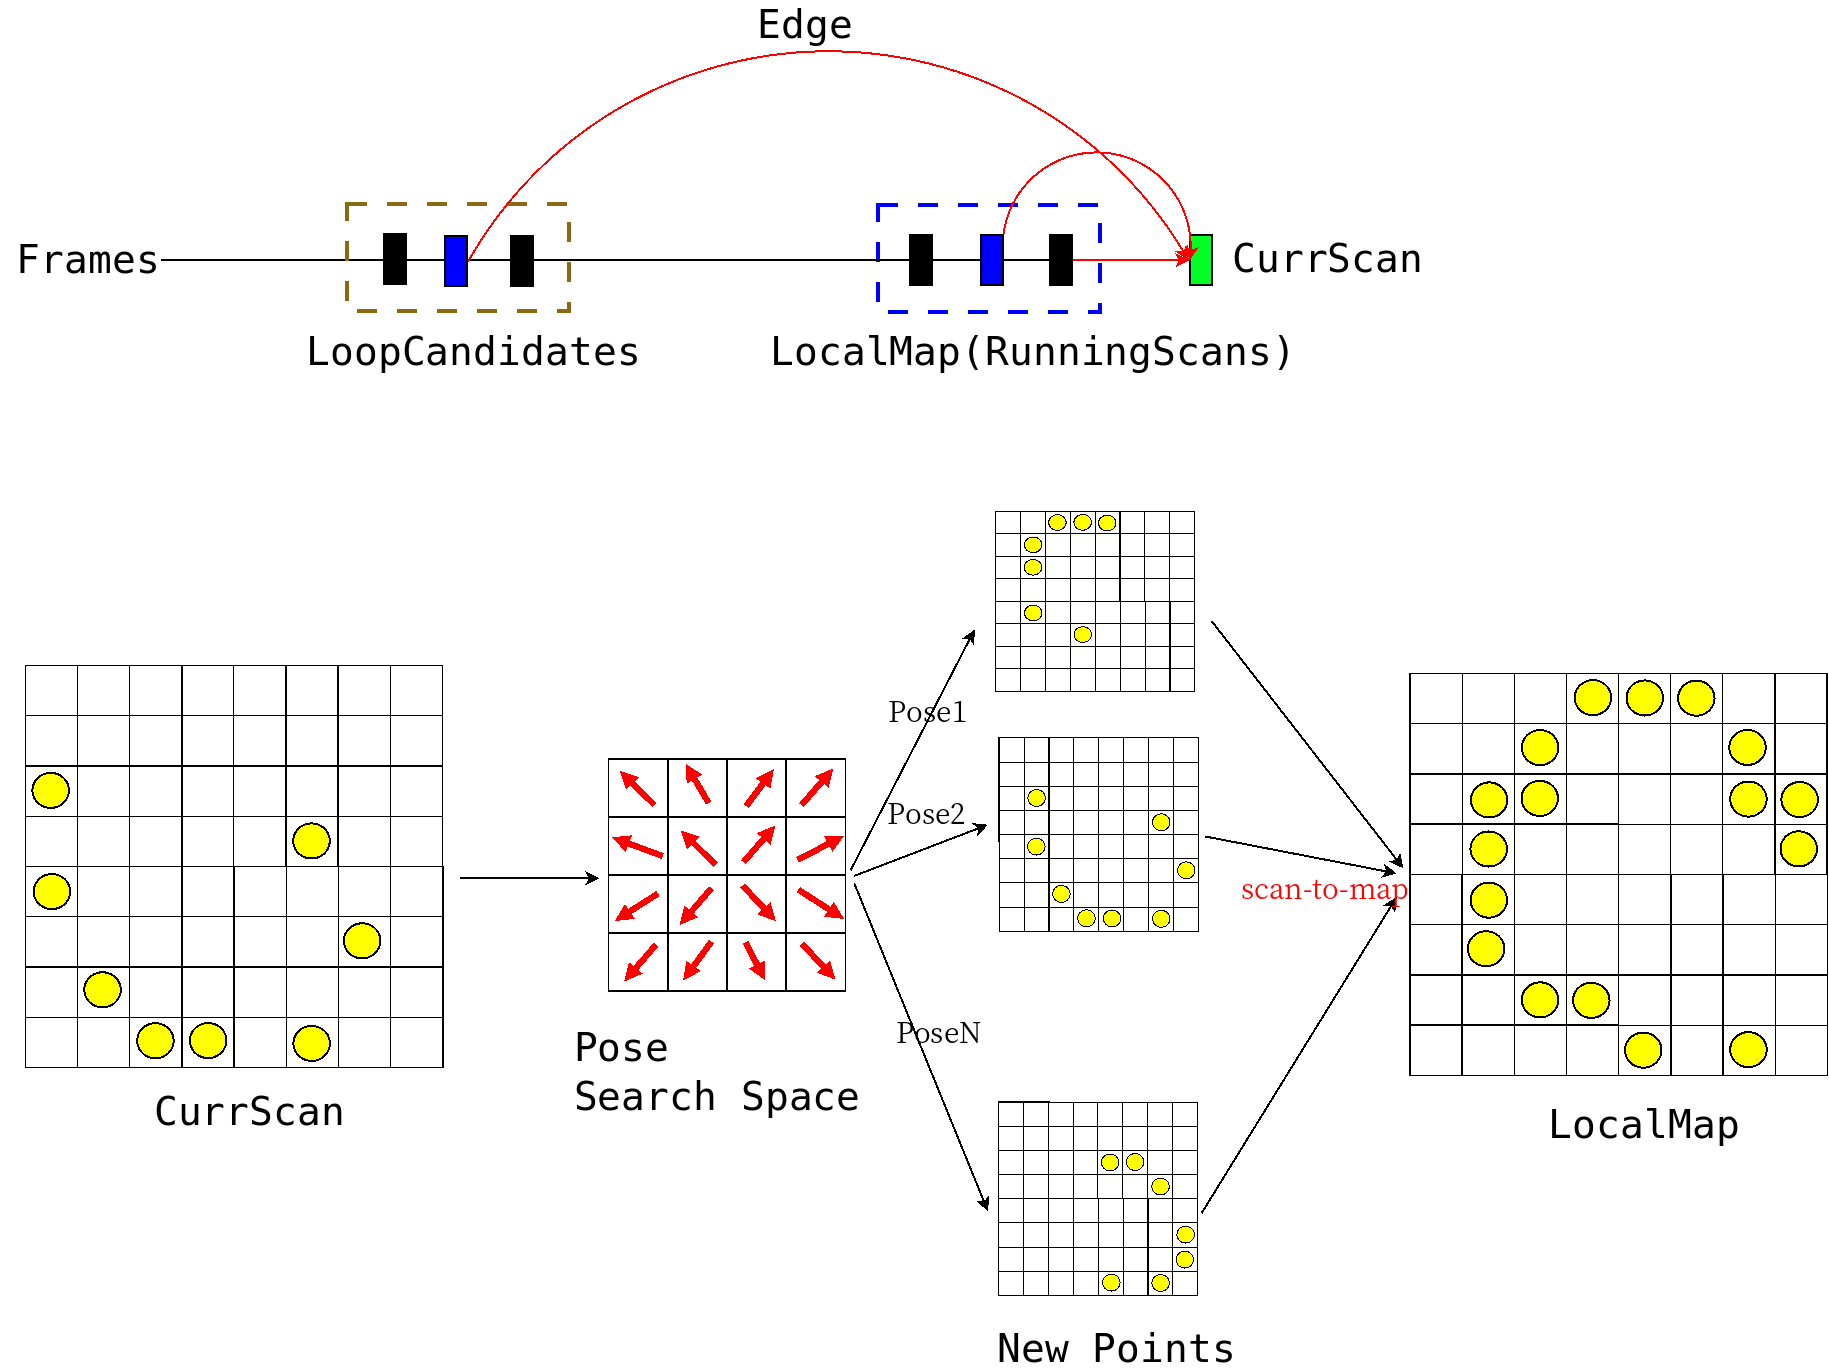 Edge
Frames
CurrScan
LoopCandidates
LocalMap(RunningScans)
Pose1
Pose2
scan-to-map
PoseN
Pose
Search Space
CurrScan
LocalMap
New Points